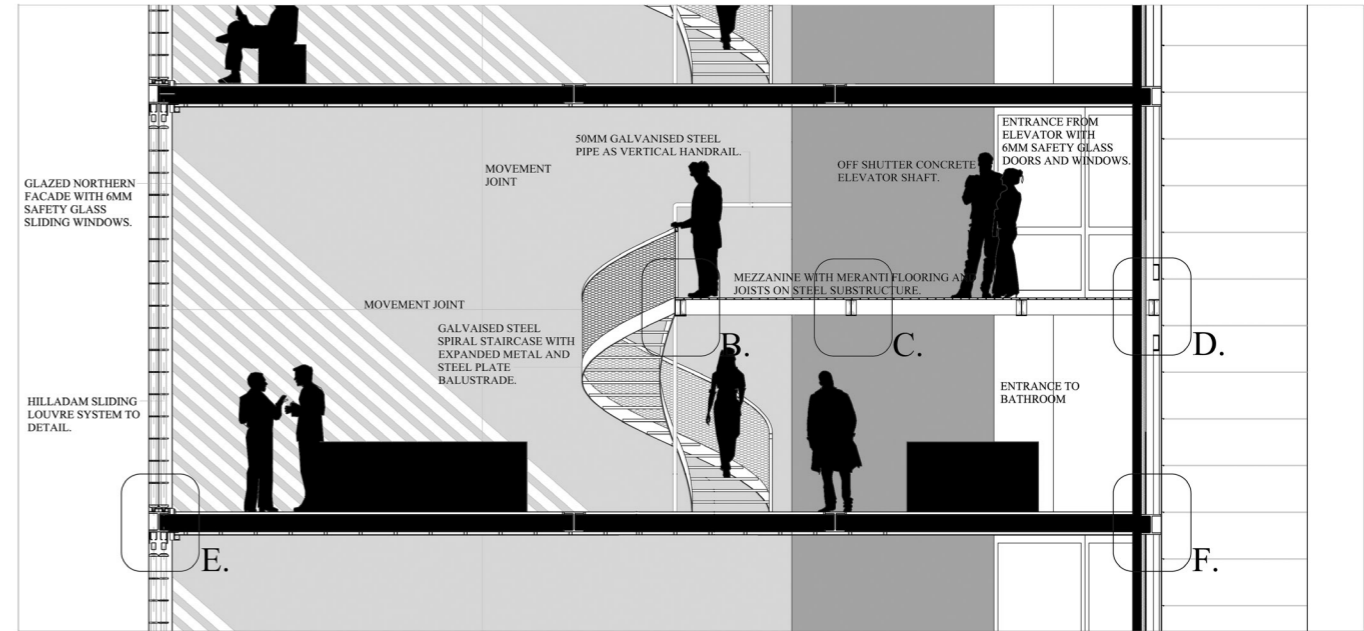 ENTRANCE FROM
ELEVATOR WITH
6MM SAFETY GLASS
DOORS AND WINDOWS.
50MM GALVANISED STEEL
PIPE AS VERTICAL HANDRAIL.
MOVEMENT
JOINT
OFF SHUTTER CONCRETE
ELEVATOR SHAFT.
GLAZED NORTHERN
FACADE WITH 6MM
SAFETY GLASS
SLIDING WINDOWS.
MEZZANINE WITH MERANTI FLOORING AND
JOISTS ON STEEL SUBSTRUCTURE.
MOVEMENT JOINT
GALVAISED STEEL
SPIRAL STAIRCASE WITH
EXPANDED METAL AND
STEEL PLATE
BALUSTRADE.
B.
C.
D.
ENTRANCE TO
BATHROOM
HILLADAM SLIDING
LOUVRE SYSTEM TO
DETAIL.
E.
F.